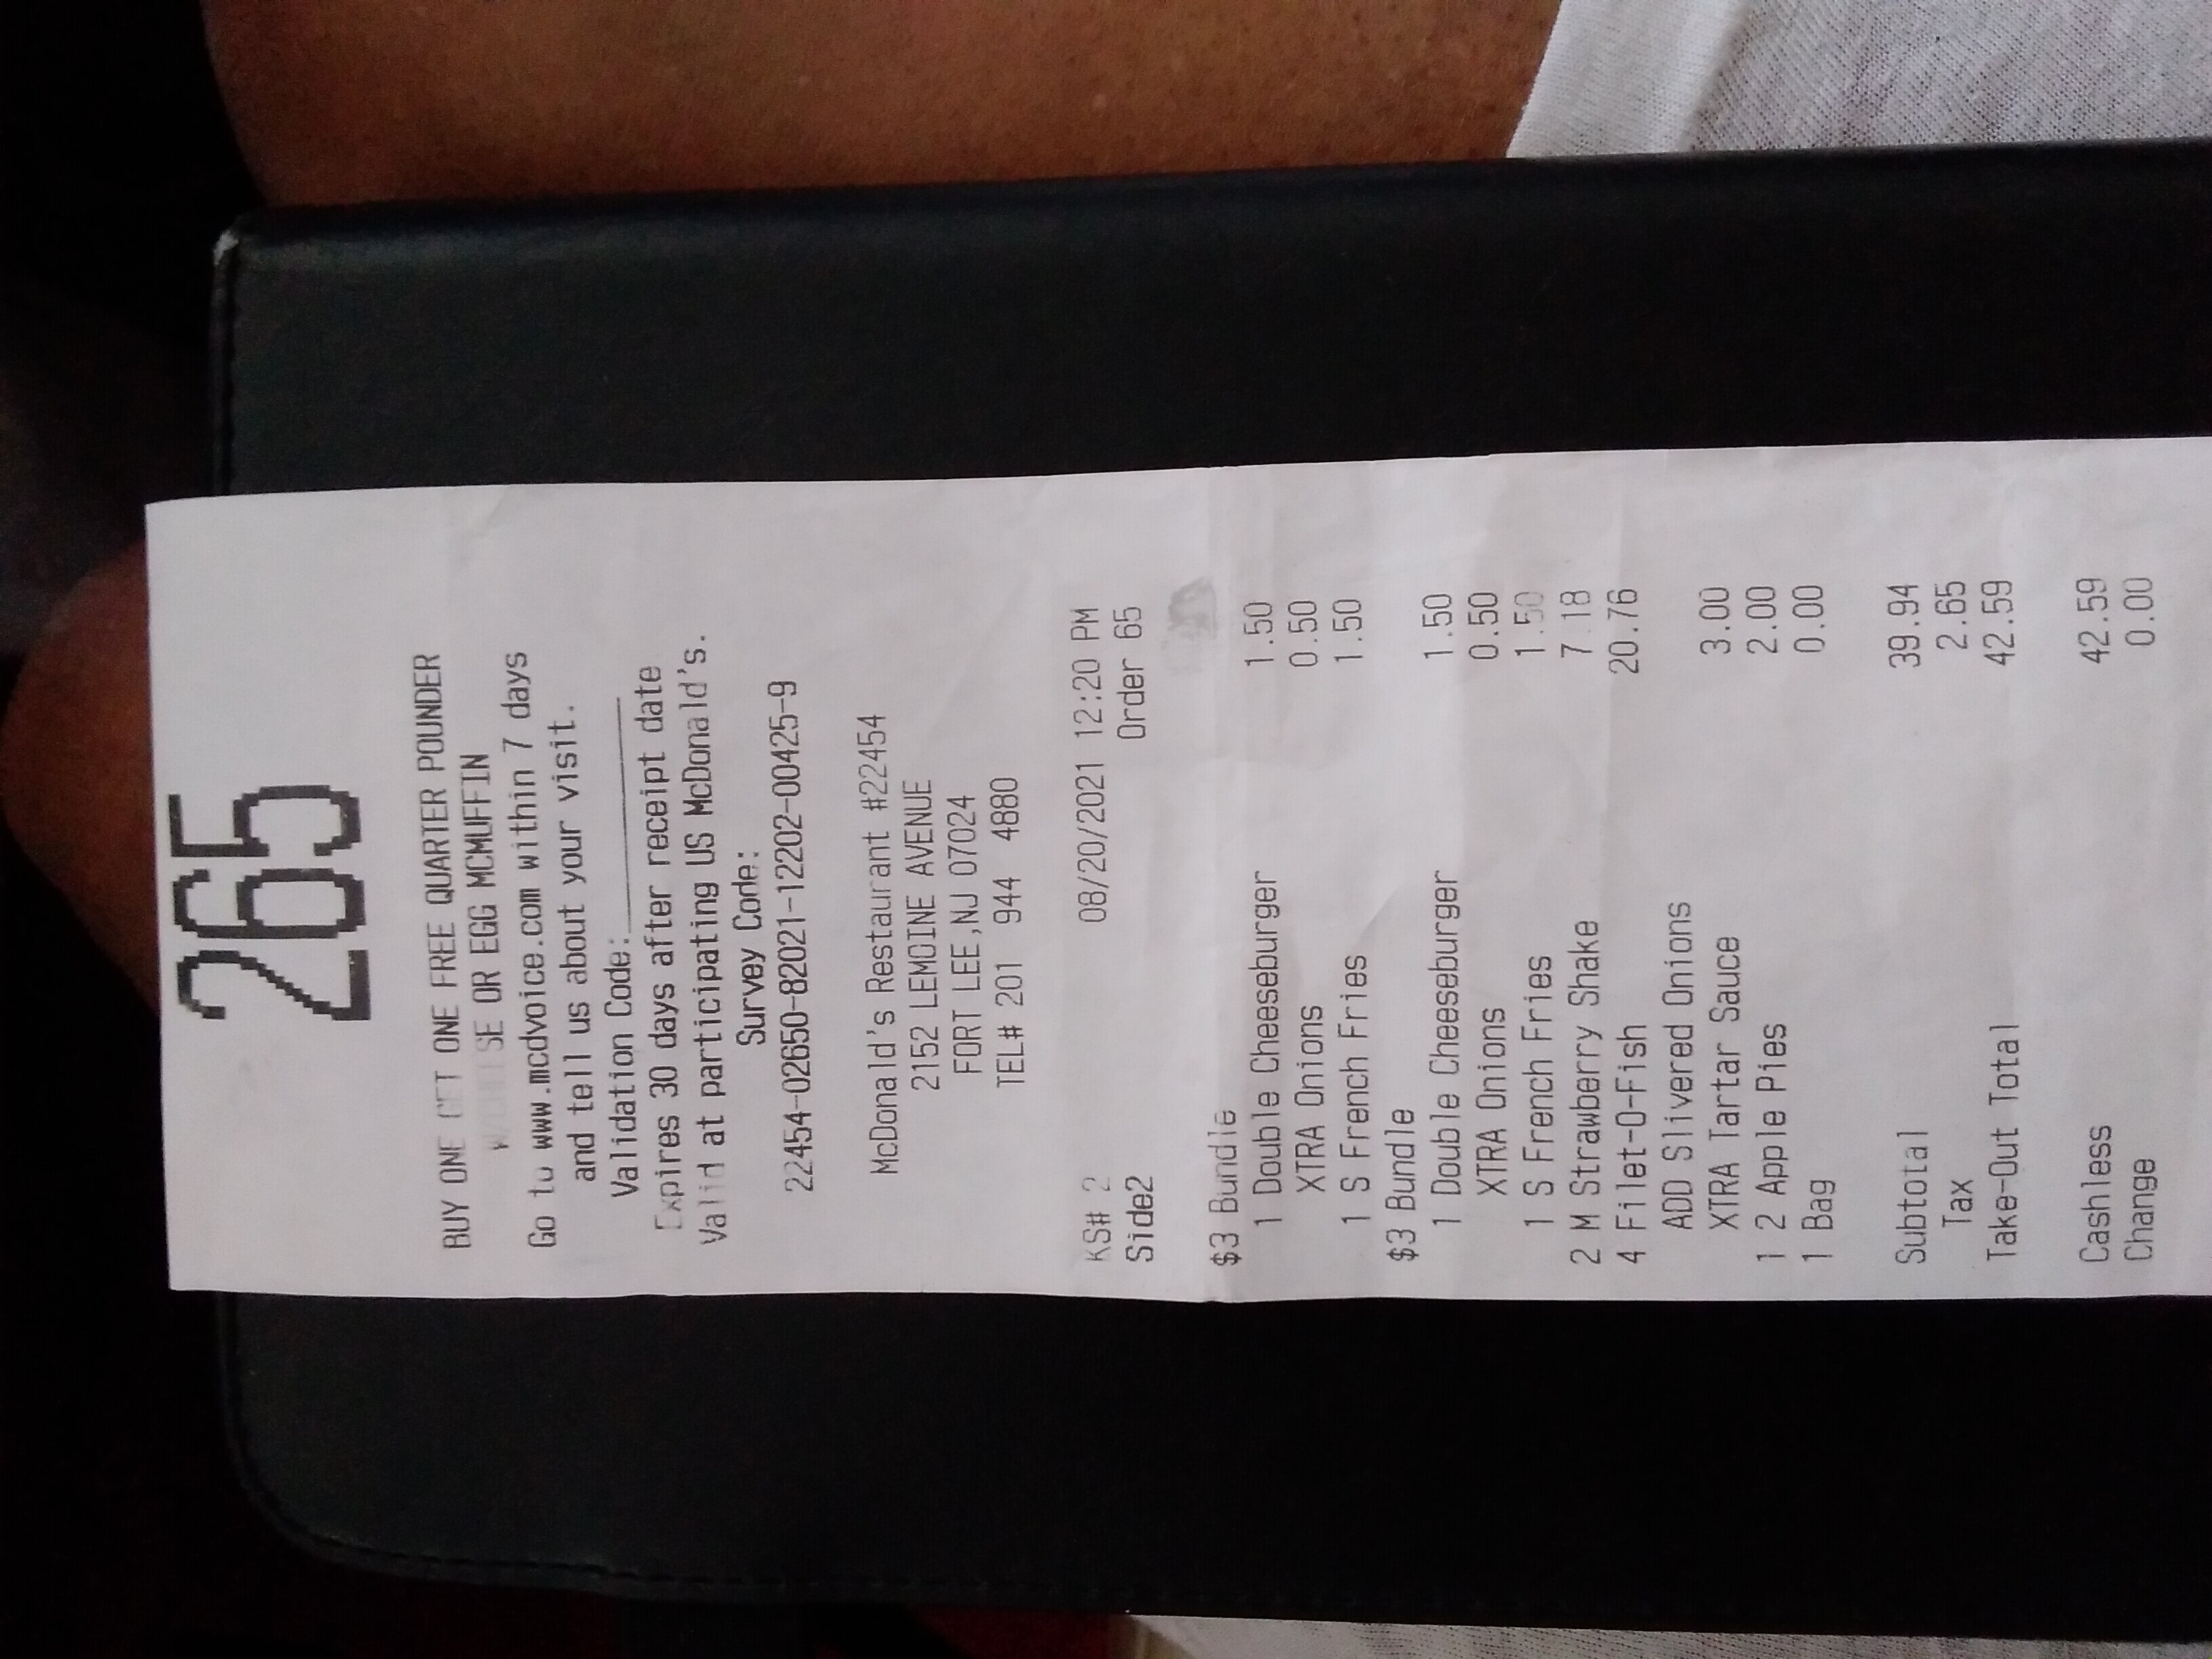 265
BUY ONE GET ONE FREE QUARTER POUNDER
SE OR EGG MCMUFFIN
Go to www.mcdvoice.com within 7 days
and tell us about your visit.
Validation Code:
Expires 30 days after receipt date
Valid at participating US McDonald's.
Survey Code:
22454-02650-82021-12202-00425-9
McDonald's Restaurant #22454
2152 LEMOINE AVENUE
FORT LEE,NJ 07024
TEL# 201 944 4880
KS# 2 08/20/2021 12:20 PM
Side2 Order 65
$3 Bundle
1 Double Cheeseburger 1.50
XTRA Onions 0.50
1 S French Fries 1.50
$3 Bundle
1 Double Cheeseburger 1.50
XTRA Onions 0.50
1 S French Fries 1.50
2 M Strawberry Shake 7.18
4 Filet-O-Fish 20.76
ADD Slivered Onions
XTRA Tartar Sauce 3.00
1 2 Apple Pies 2.00
1 Bag 0.00
Subtotal 39.94
Tax 2.65
Take-Out Total 42.59
Cashless 42.59
Change 0.00